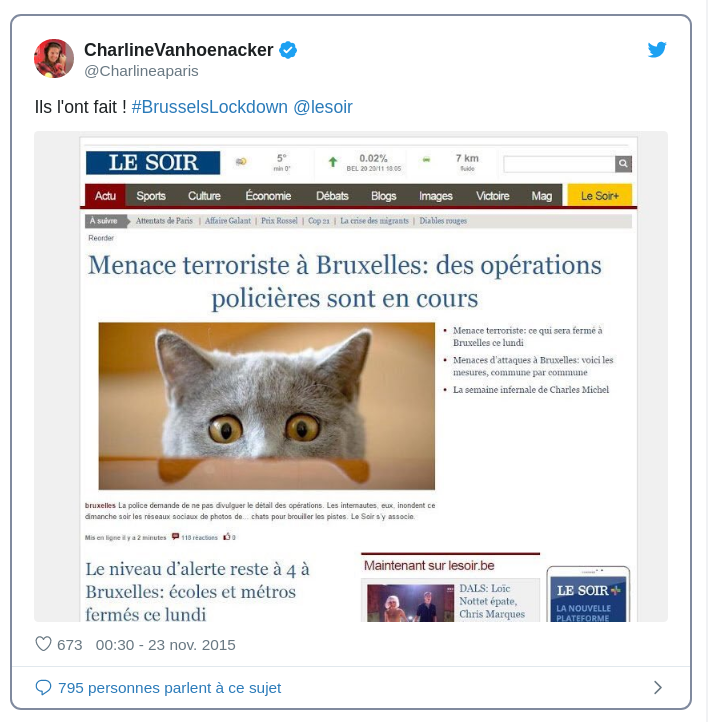 CharlineVanhoenacker
@Charlineaparis
Ils l'ont fait ! #BrusselsLockdown @lesoir
LE SOIR
5°
min 0°
0.02%
BEL 20 20/11 18:05
7 km
fluide
Actu Sports Culture Économie Débats Blogs Images Victoire Mag Le Soir+
À suivre Attentats de Paris | Affaire Galant | Prix Rossel | Cop 21 | La crise des migrants | Diables rouges
Reorder
Menace terroriste à Bruxelles: des opérations
policières sont en cours
Menace terroriste: ce qui sera fermé à
Bruxelles ce lundi
Menaces d'attaques à Bruxelles: voici les
mesures, commune par commune
La semaine infernale de Charles Michel
bruxelles La police demande de ne pas divulguer le détail des opérations. Les internautes, eux, inondent ce
dimanche soir les réseaux sociaux de photos de... chats pour brouiller les pistes. Le Soir s'y associe.
Mis en ligne il y a 2 minutes 113 réactions 0
Le niveau d'alerte reste à 4 à
Bruxelles: écoles et métros
fermés ce lundi
Maintenant sur lesoir.be
DALS: Loïc
Nottet épate,
Chris Marques
LE SOIR+
LA NOUVELLE
PLATEFORME
673 00:30 - 23 nov. 2015
795 personnes parlent à ce sujet